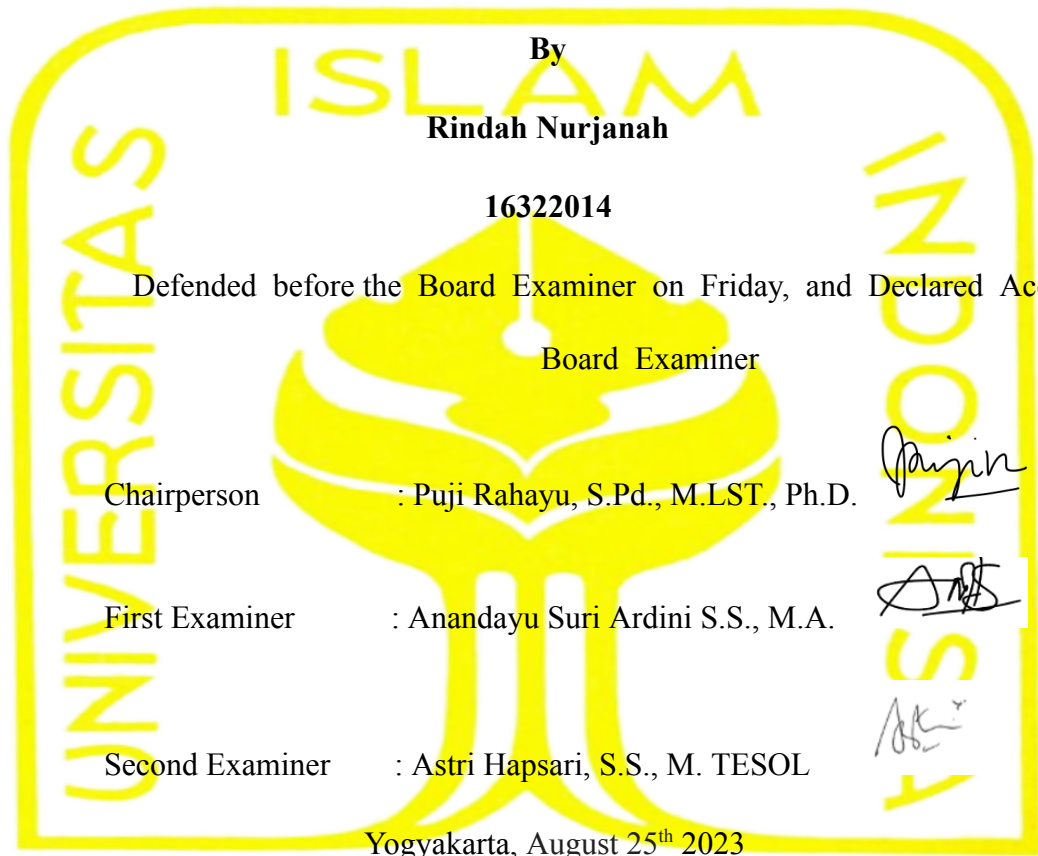 ISLAM
UNIVERSITAS
INDONESIA
By
Rindah Nurjanah
16322014
Defended before the Board Examiner on Friday, and Declared Ac
Board Examiner
Chairperson : Puji Rahayu, S.Pd., M.LST., Ph.D.
First Examiner : Anandayu Suri Ardini S.S., M.A.
Second Examiner : Astri Hapsari, S.S., M. TESOL
Yogyakarta, August 25th 2023